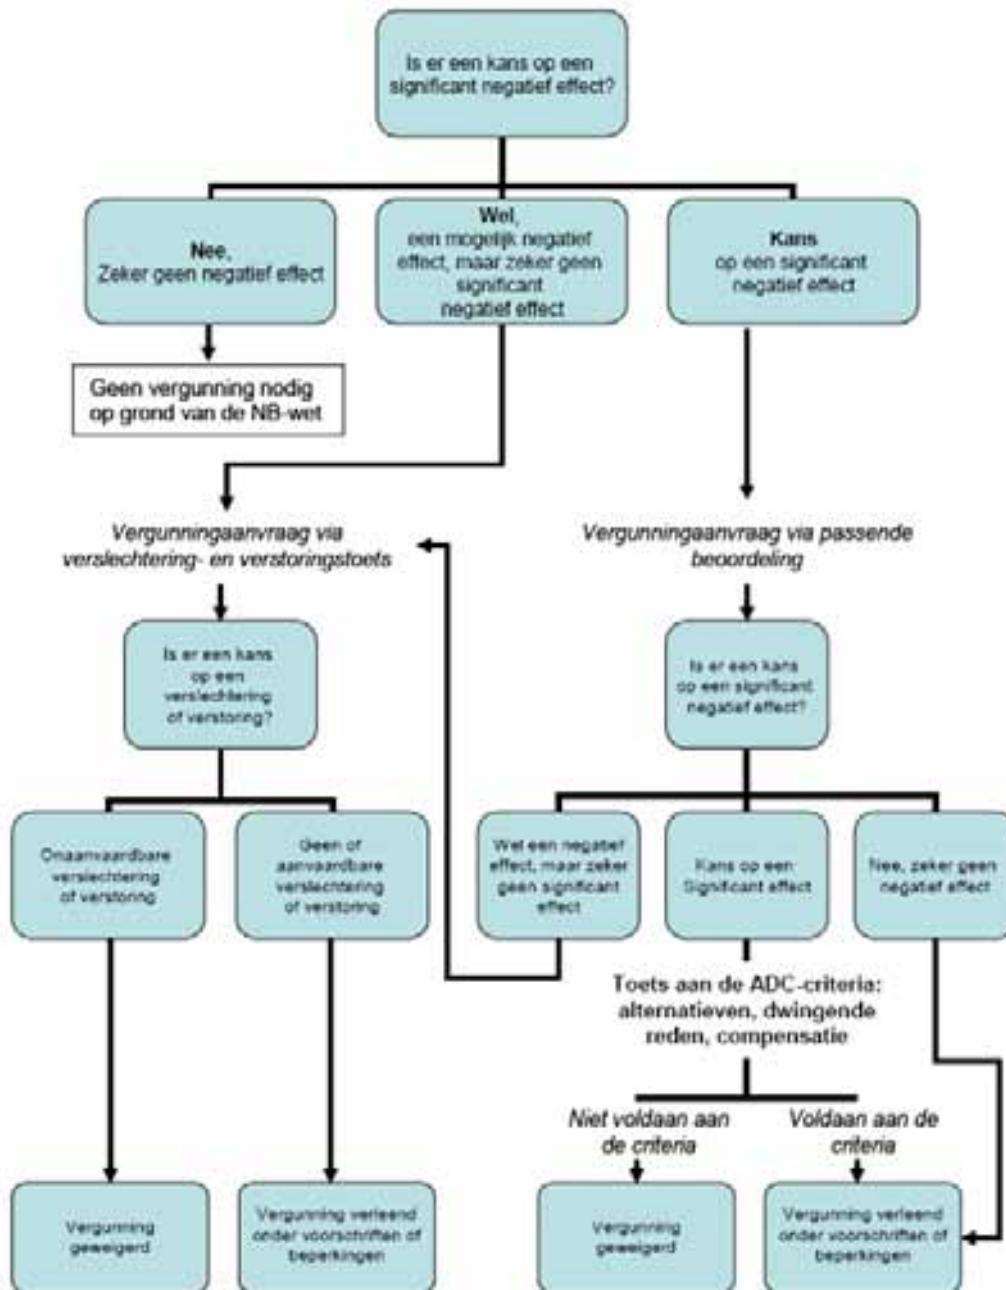 Is er een kans op een
significant negatief effect?
Nee,
Zeker geen negatief effect
Wel,
een mogelijk negatief
effect, maar zeker geen
significant
negatief effect
Kans
op een significant
negatief effect
Geen vergunning nodig
op grond van de NB-wet
Vergunningaanvraag via
verslechtering- en verstoringstoets
Vergunningaanvraag via passende
beoordeling
Is er een kans
op een
verslechtering
of verstoring?
Is er een kans
op een significant
negatief effect?
Onaanvaardbare
verslechtering
of verstoring
Geen of
aanvaardbare
verslechtering
of verstoring
Wel een negatief
effect, maar zeker
geen significant
effect
Kans op een
Significant effect
Nee, zeker geen
negatief effect
Toets aan de ADC-criteria:
alternatieven, dwingende
reden, compensatie
Niet voldaan aan
de criteria
Voldaan aan de
criteria
Vergunning
geweigerd
Vergunning verleend
onder voorschriften of
beperkingen
Vergunning
geweigerd
Vergunning verleend
onder voorschriften of
beperkingen